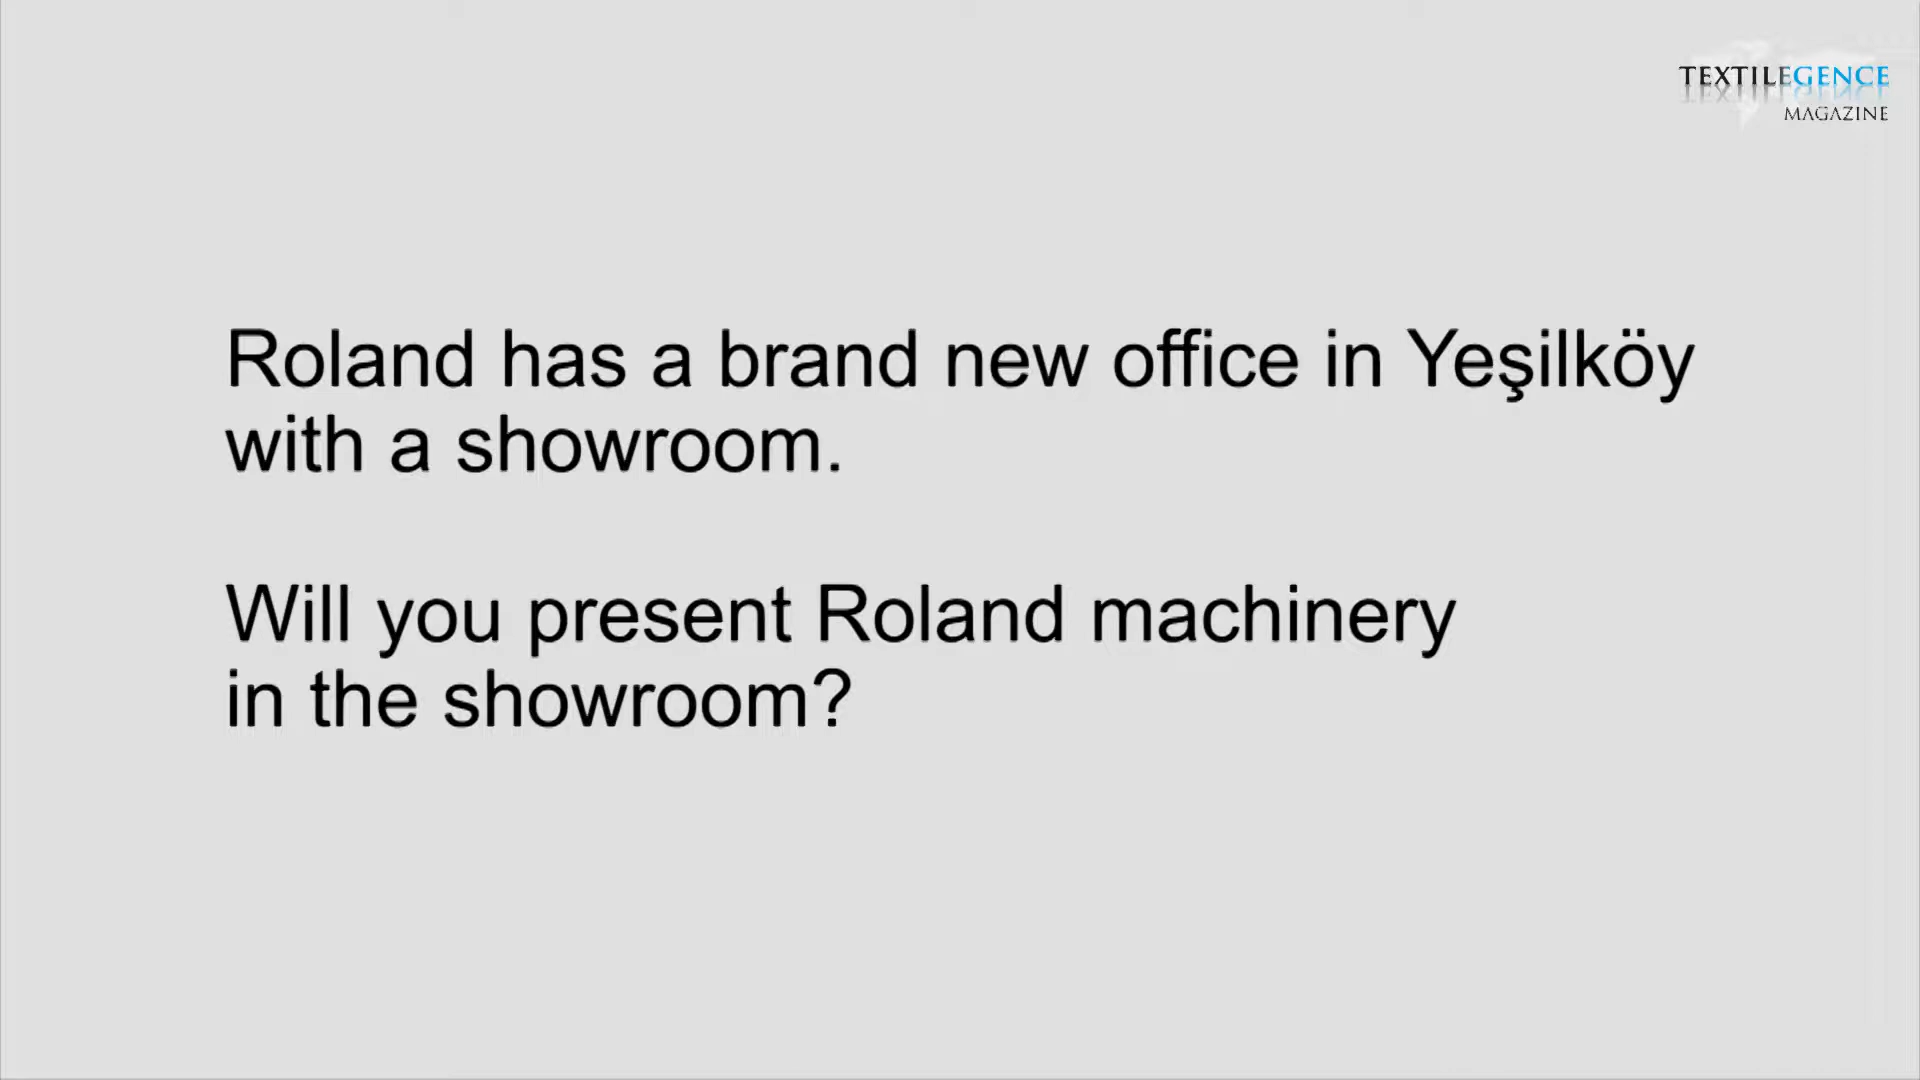 TEXTILEGENCE
MAGAZINE
Roland has a brand new office in Yeşilköy
with a showroom.
Will you present Roland machinery
in the showroom?